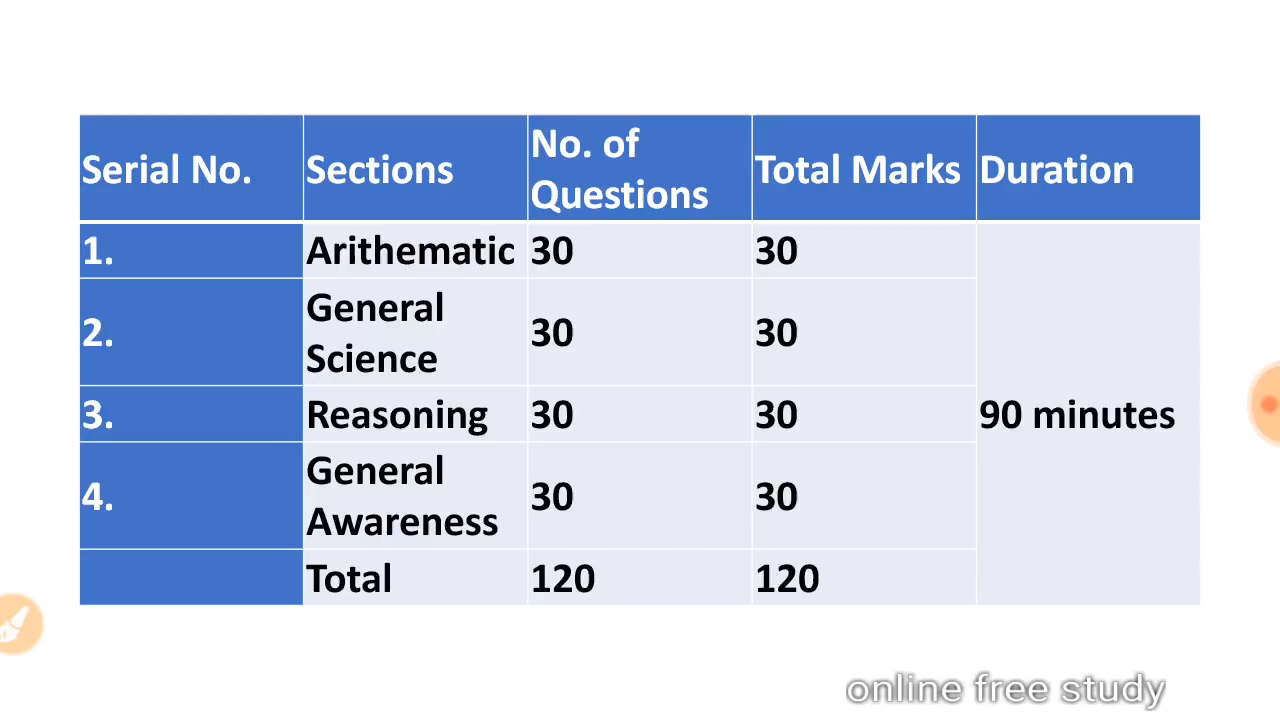 Serial No. Sections No. of Questions Total Marks Duration
1. Arithematic 30 30
2. General Science 30 30
3. Reasoning 30 30 90 minutes
4. General Awareness 30 30
Total 120 120
online free study